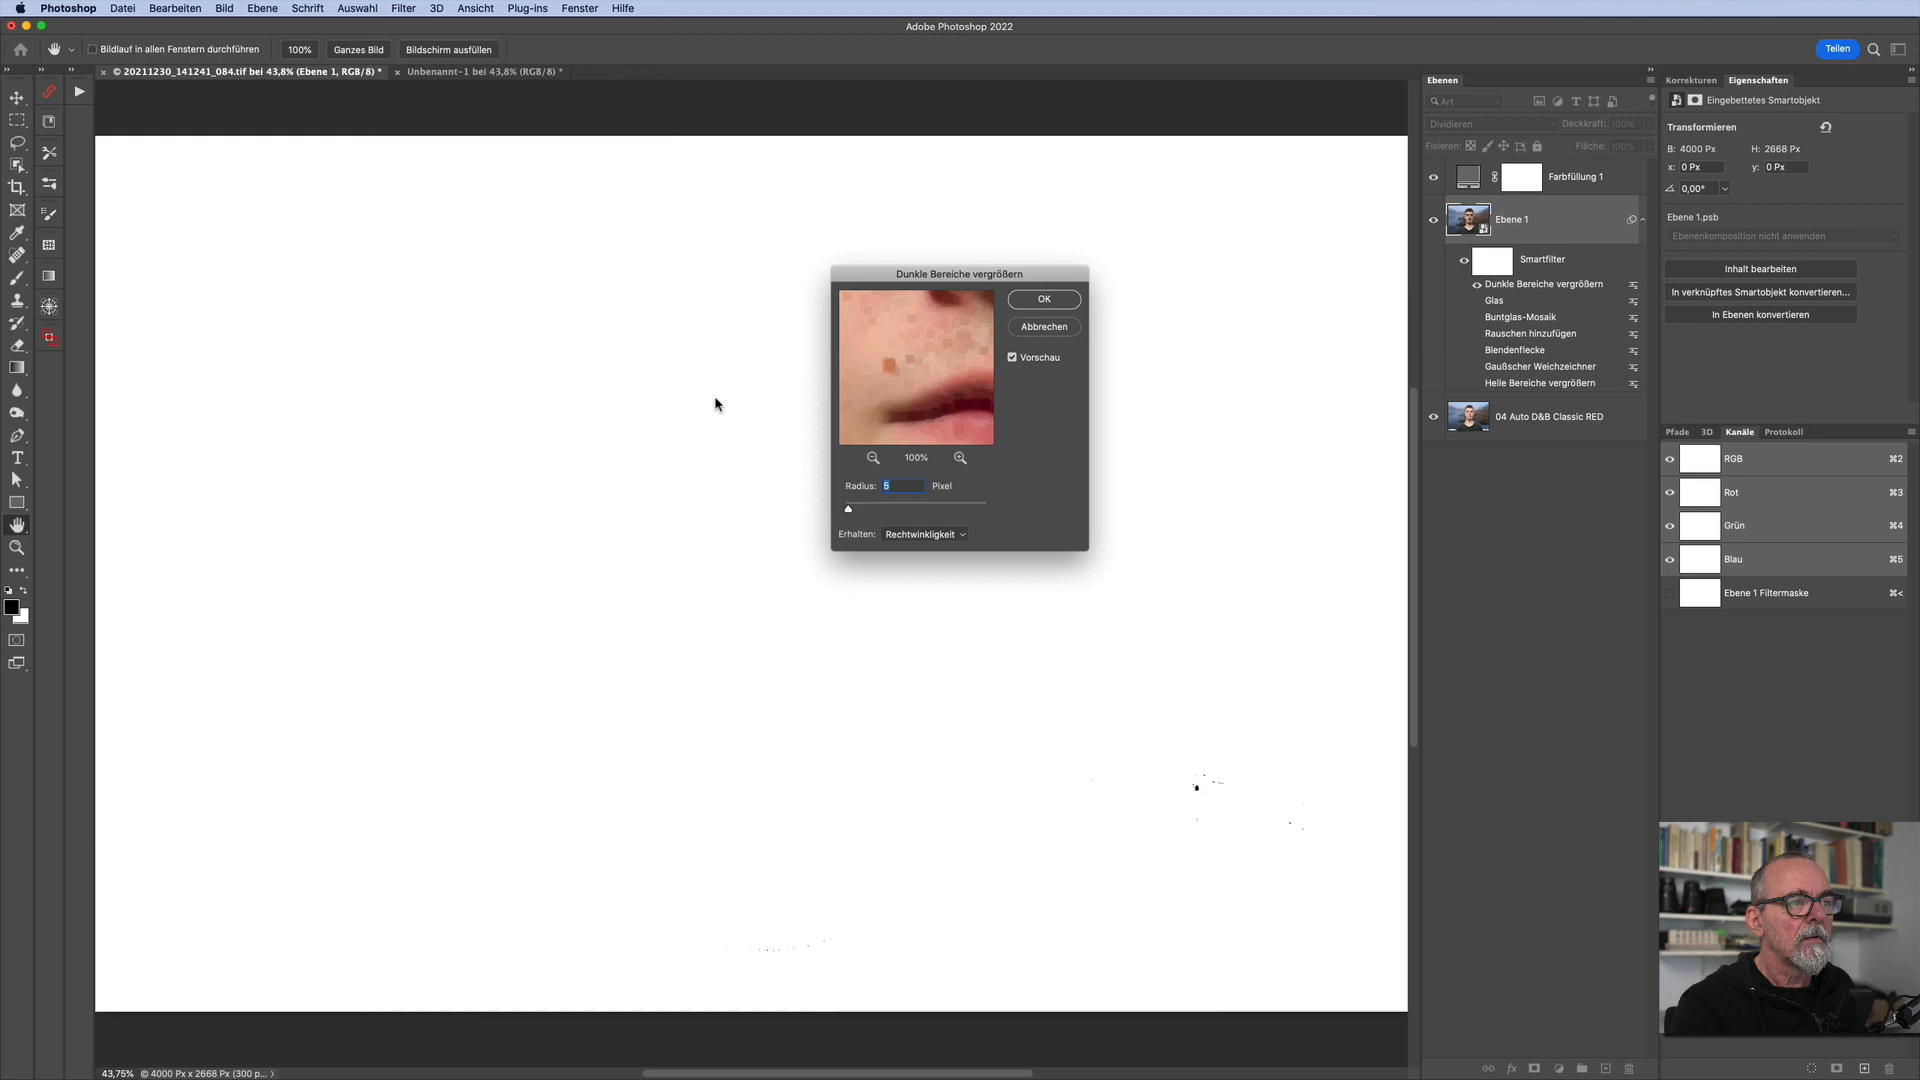 Photoshop Datei Bearbeiten Bild Ebene Schrift Auswahl Filter 3D Ansicht Plug-ins Fenster Hilfe
Adobe Photoshop 2022
Bildlauf in allen Fenstern durchführen 100% Ganzes Bild Bildschirm ausfüllen Teilen
© 20211230_141241_084.tif bei 43,8% (Ebene 1, RGB/8) * Unbenannt-1 bei 43,8% (RGB/8) *
Dunkle Bereiche vergrößern
OK
Abbrechen
Vorschau
100%
Radius: 5 Pixel
Erhalten: Rechtwinkligkeit
Ebenen
Art
Dividieren Deckkraft: 100%
Fixieren: Fläche: 100%
Farbfüllung 1
Ebene 1
Smartfilter
Dunkle Bereiche vergrößern
Glas
Buntglas-Mosaik
Rauschen hinzufügen
Blendenflecke
Gaußscher Weichzeichner
Helle Bereiche vergrößern
04 Auto D&B Classic RED
Korrekturen Eigenschaften
Eingebettetes Smartobjekt
Transformieren
B: 4000 Px H: 2668 Px
x: 0 Px y: 0 Px
0,00°
Ebene 1.psb
Ebenenkomposition nicht anwenden
Inhalt bearbeiten
In verknüpftes Smartobjekt konvertieren...
In Ebenen konvertieren
Pfade 3D Kanäle Protokoll
RGB ⌘2
Rot ⌘3
Grün ⌘4
Blau ⌘5
Ebene 1 Filtermaske ⌘<
43,75% © 4000 Px x 2668 Px (300 p...